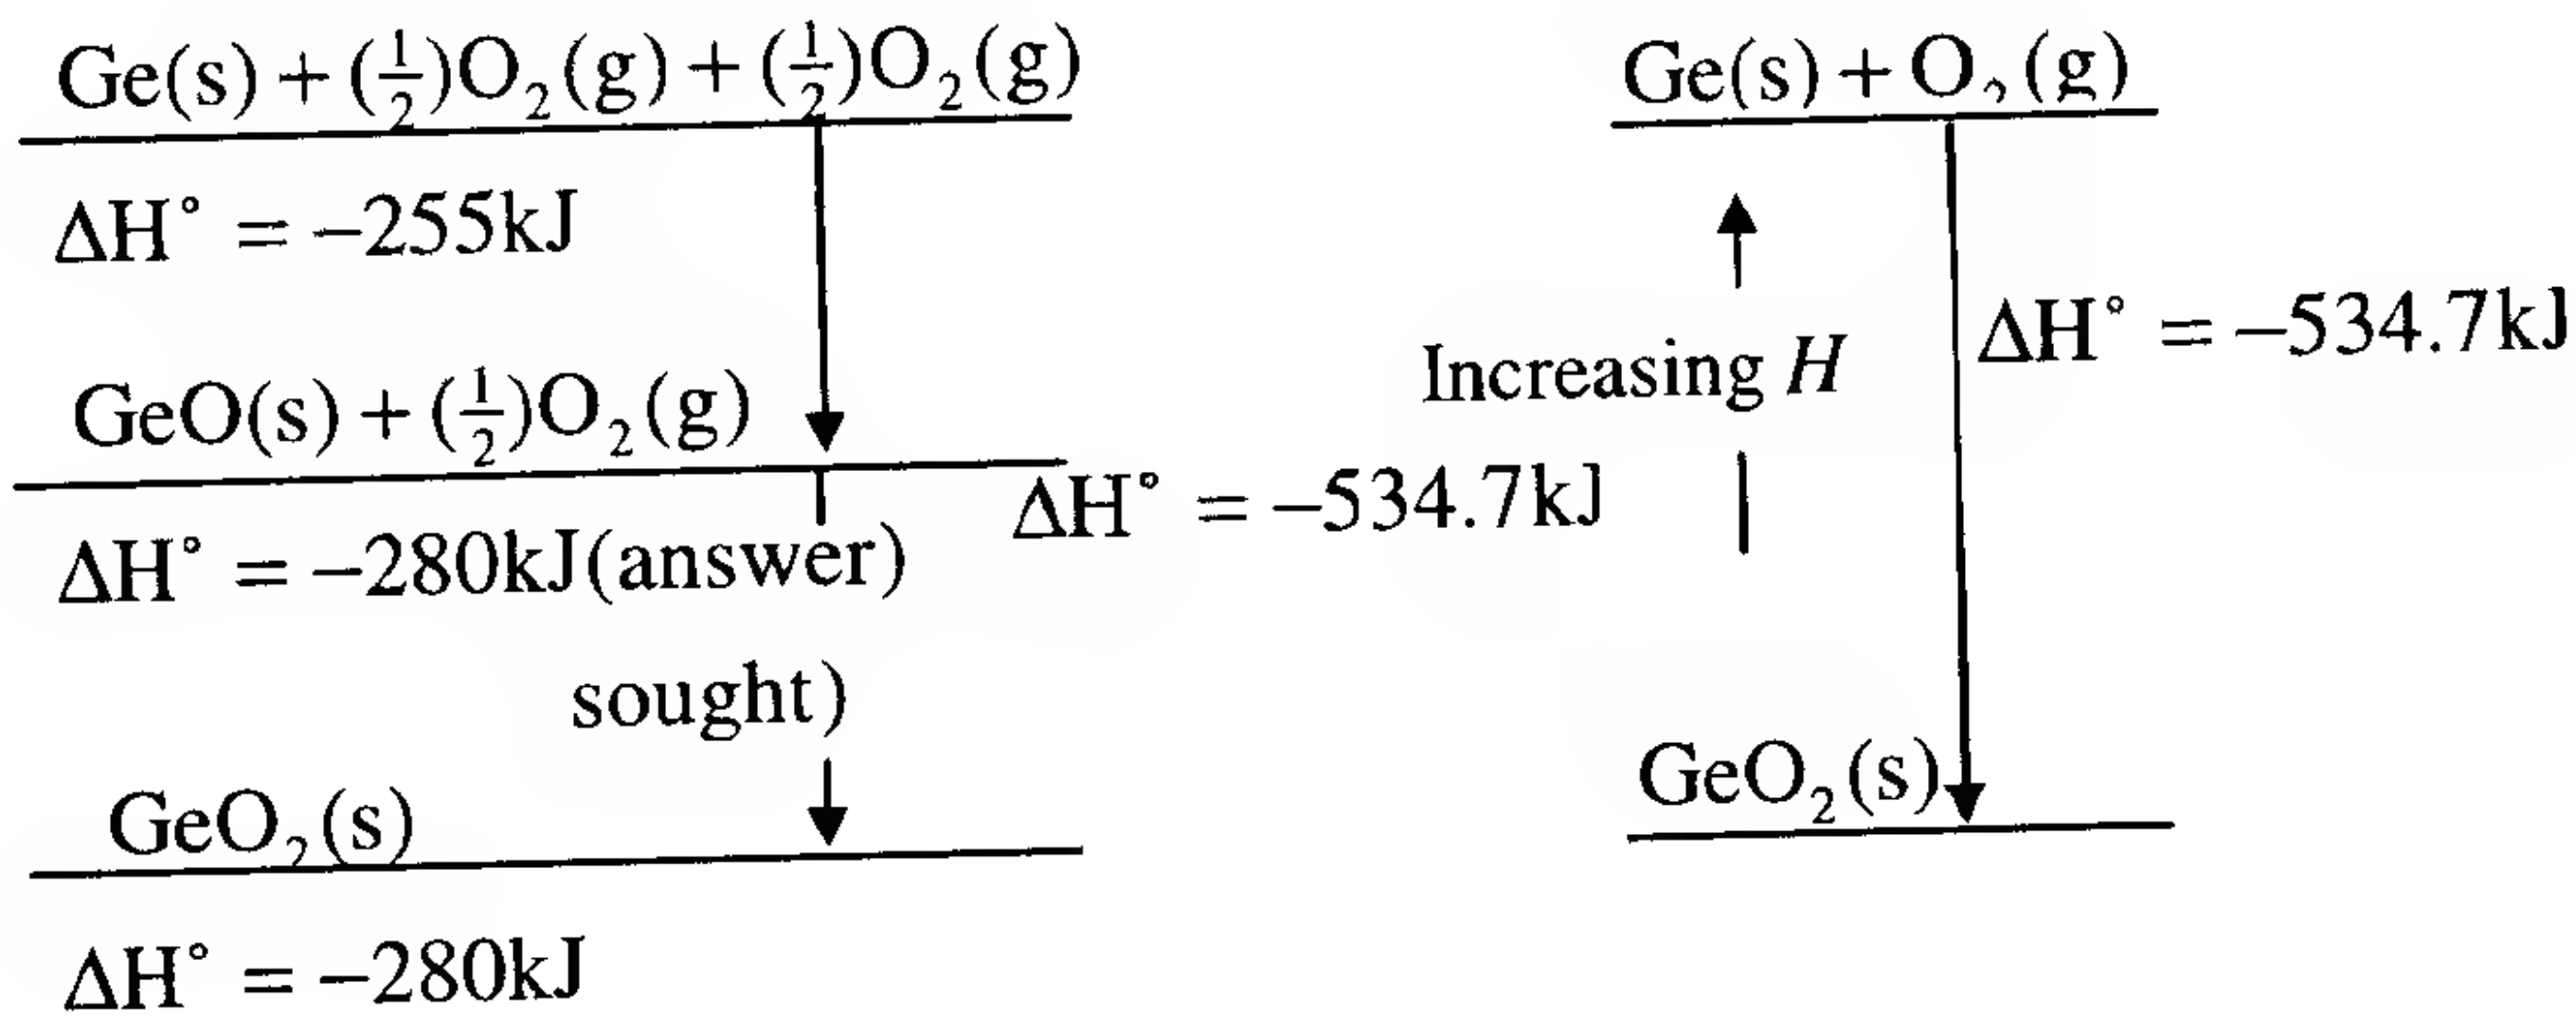 Ge(s) + (1/2)O₂(g) + (1/2)O₂(g)
ΔH° = –255kJ
GeO(s) + (1/2)O₂(g)
ΔH° = –280kJ(answer)
sought)
GeO₂(s)
ΔH° = –280kJ
ΔH° = –534.7kJ
Ge(s) + O₂(g)
Increasing H
ΔH° = –534.7kJ
GeO₂(s)